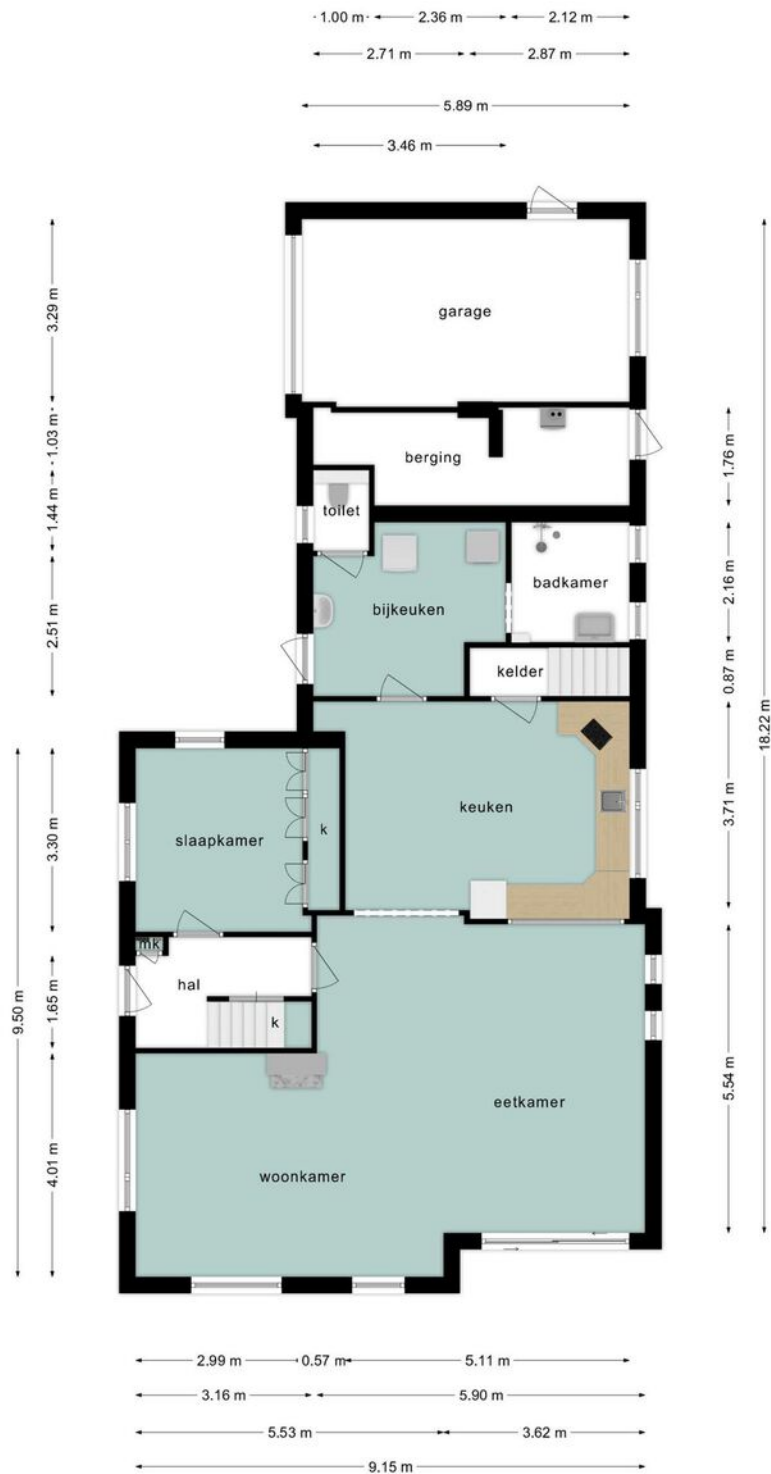 1.00 m 2.36 m 2.12 m
2.71 m 2.87 m
5.89 m
3.46 m
3.29 m
garage
1.03 m
berging
1.76 m
1.44 m
toilet
badkamer
2.16 m
bijkeuken
2.51 m
kelder
0.87 m
18.22 m
keuken
3.71 m
k
slaapkamer
3.30 m
mk
hal
1.65 m
k
9.50 m
eetkamer
5.54 m
woonkamer
4.01 m
2.99 m 0.57 m 5.11 m
3.16 m 5.90 m
5.53 m 3.62 m
9.15 m